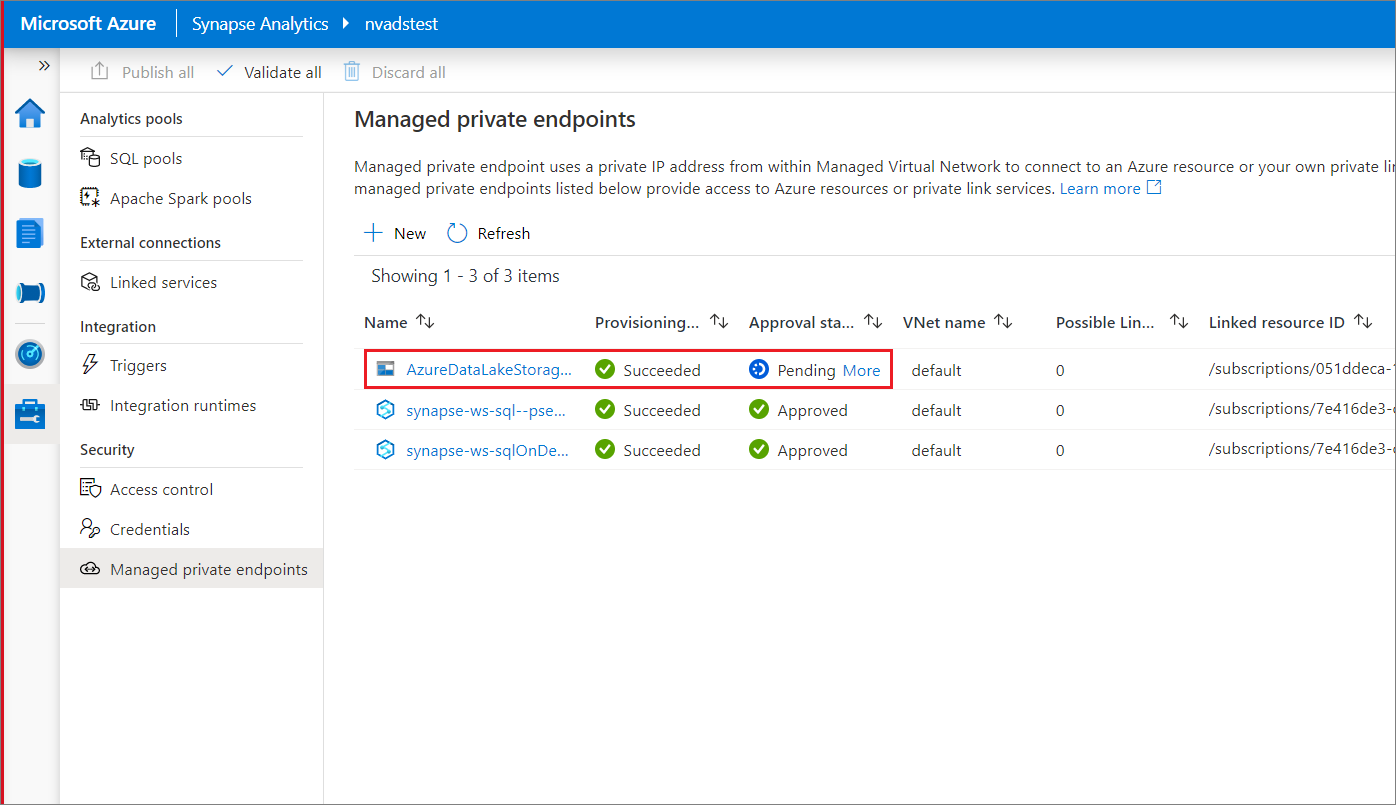 Microsoft Azure Synapse Analytics nvadstest
Publish all Validate all Discard all
Analytics pools
SQL pools
Apache Spark pools
External connections
Linked services
Integration
Triggers
Integration runtimes
Security
Access control
Credentials
Managed private endpoints
Managed private endpoints
Managed private endpoint uses a private IP address from within Managed Virtual Network to connect to an Azure resource or your own private
managed private endpoints listed below provide access to Azure resources or private link services. Learn more
New Refresh
Showing 1 - 3 of 3 items
Name Provisioning... Approval sta... VNet name Possible Lin... Linked resource ID
AzureDataLakeStorag... Succeeded Pending More default 0 /subscriptions/051ddeca-
synapse-ws-sql--pse... Succeeded Approved default 0 /subscriptions/7e416de3-
synapse-ws-sqlOnDe... Succeeded Approved default 0 /subscriptions/7e416de3-